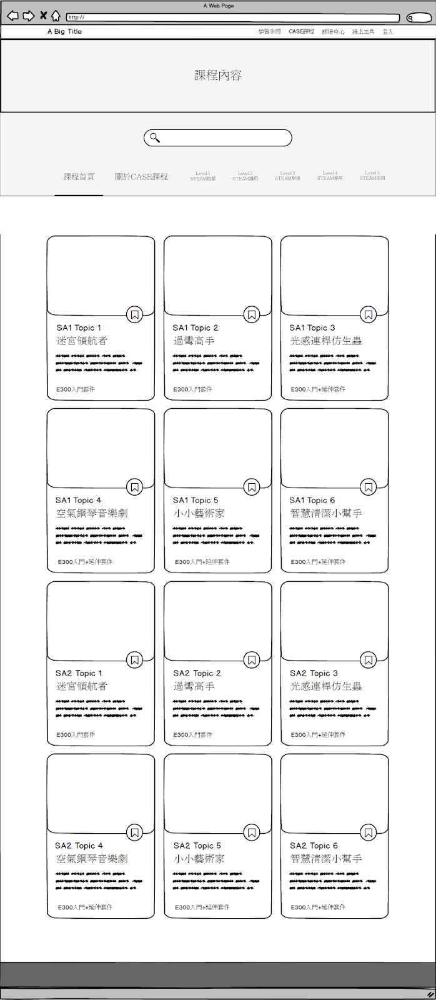 A Web Page
http://
A Big Title
學習手冊 CASE課程 師培中心 線上工具 登入
課程內容
課程首頁 關於CASE課程
Level 1
STEAM啟蒙
Level 2
STEAM識用
Level 3
STEAM學用
Level 4
STEAM善用
Level 5
STEAM活用
SA1 Topic 1
迷宮領航者
E300入門套件
SA1 Topic 2
過彎高手
E300入門套件
SA1 Topic 3
光感連桿仿生蟲
E300入門+延伸套件
SA1 Topic 4
空氣鋼琴音樂劇
E300入門+延伸套件
SA1 Topic 5
小小藝術家
E300入門+延伸套件
SA1 Topic 6
智慧清潔小幫手
E300入門+延伸套件
SA2 Topic 1
迷宮領航者
E300入門套件
SA2 Topic 2
過彎高手
E300入門套件
SA2 Topic 3
光感連桿仿生蟲
E300入門+延伸套件
SA2 Topic 4
空氣鋼琴音樂劇
E300入門+延伸套件
SA2 Topic 5
小小藝術家
E300入門+延伸套件
SA2 Topic 6
智慧清潔小幫手
E300入門+延伸套件